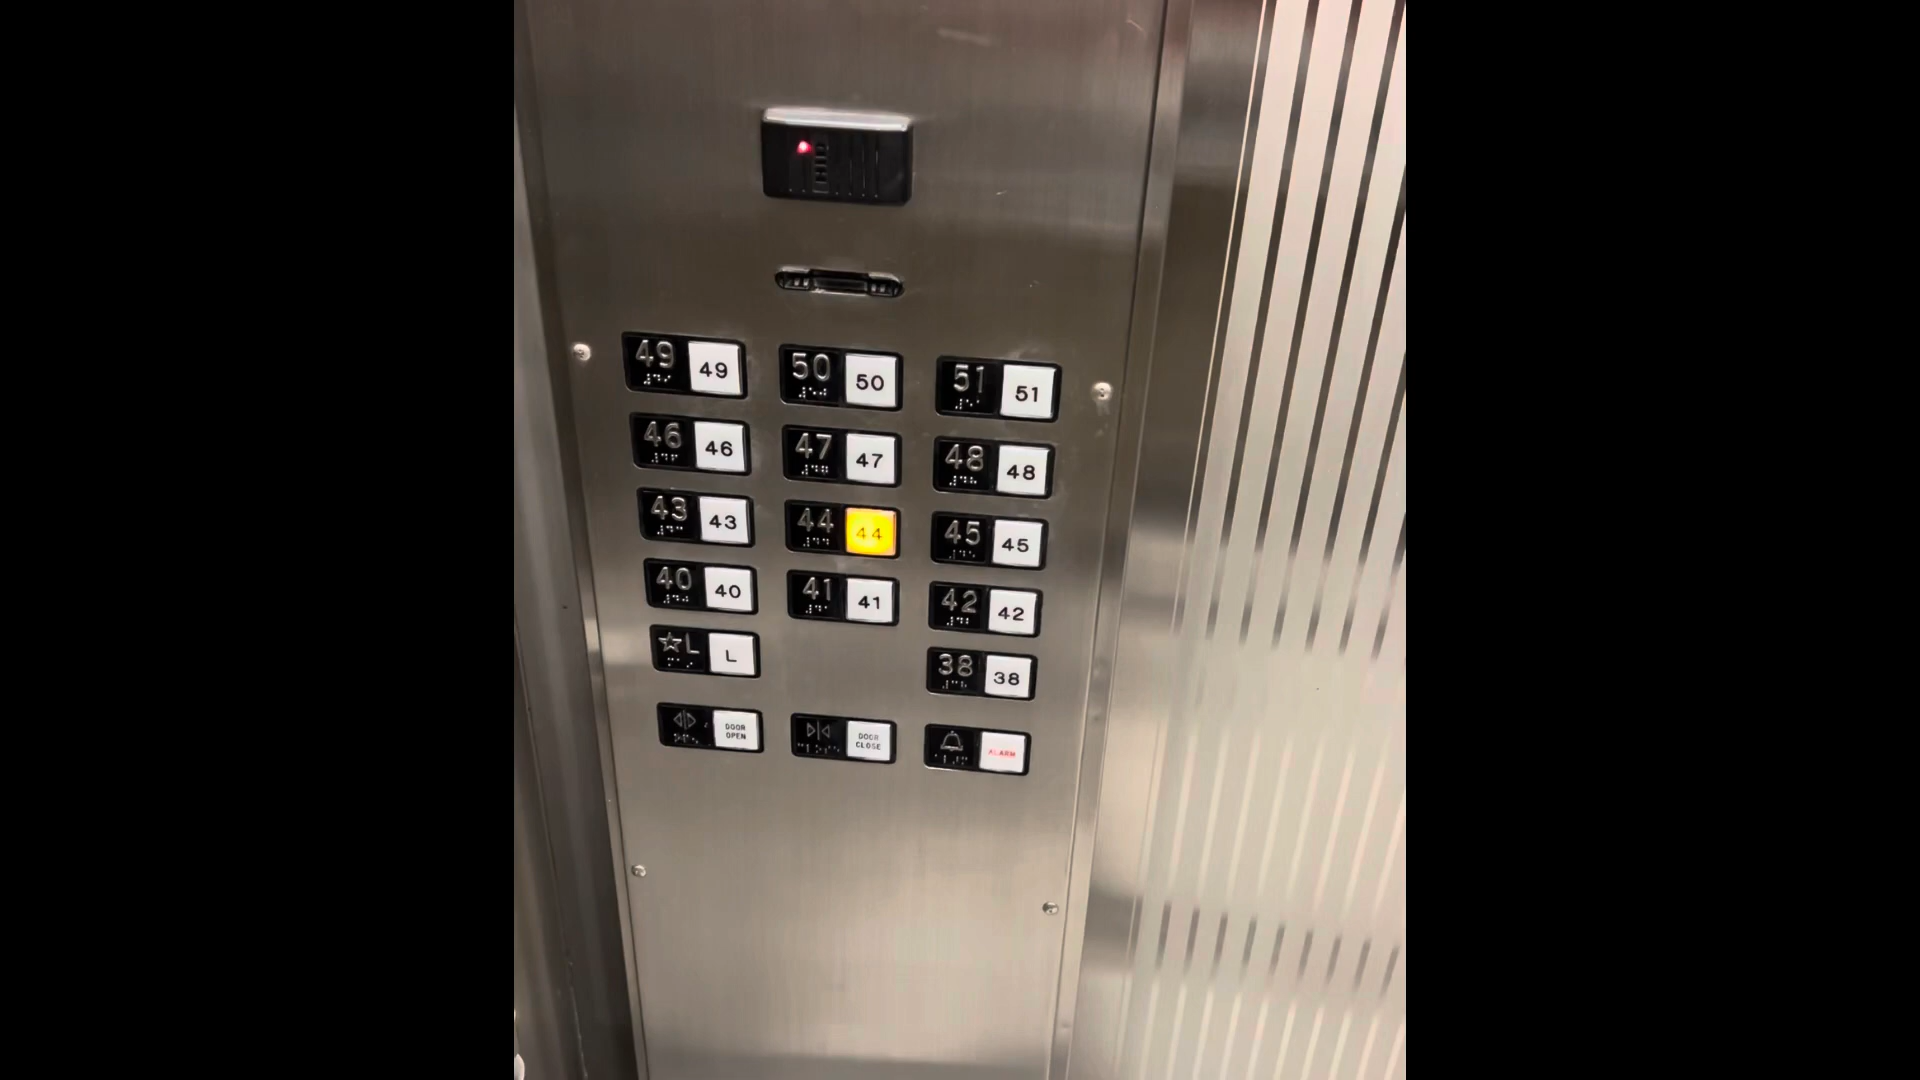 HID
49 49 50 50 51 51
46 46 47 47 48 48
43 43 44 44 45 45
40 40 41 41 42 42
☆L L 38 38
DOOR OPEN DOOR CLOSE ALARM